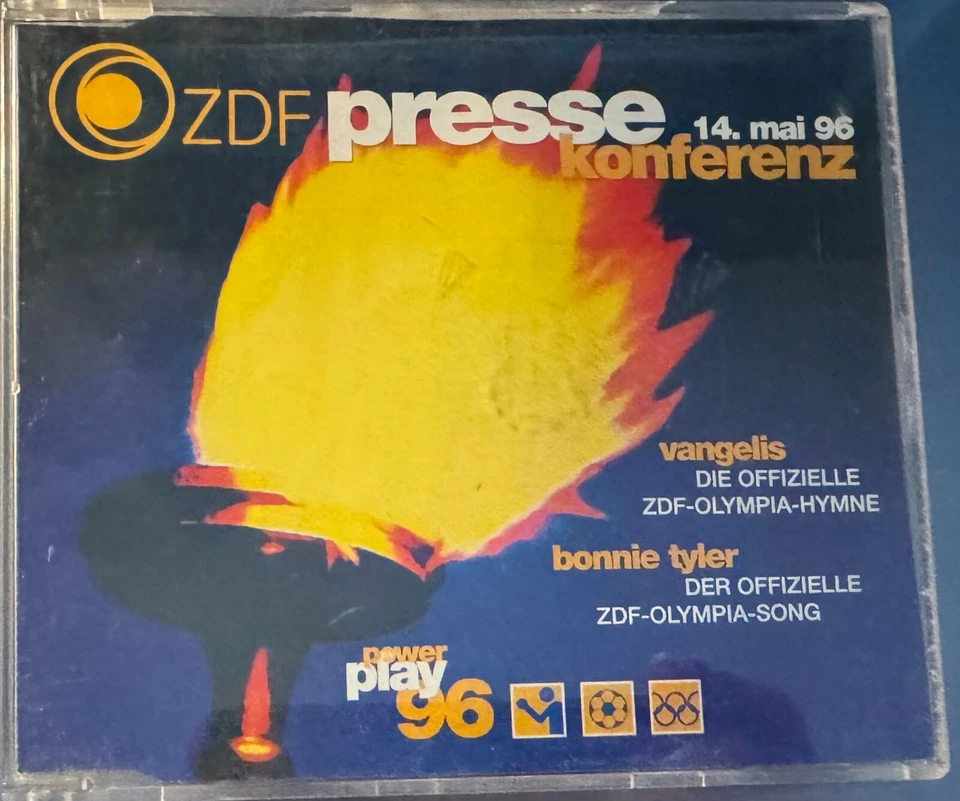 ZDF presse
14. mai 96
konferenz
vangelis
DIE OFFIZIELLE
ZDF-OLYMPIA-HYMNE
bonnie tyler
DER OFFIZIELLE
ZDF-OLYMPIA-SONG
power
play
96